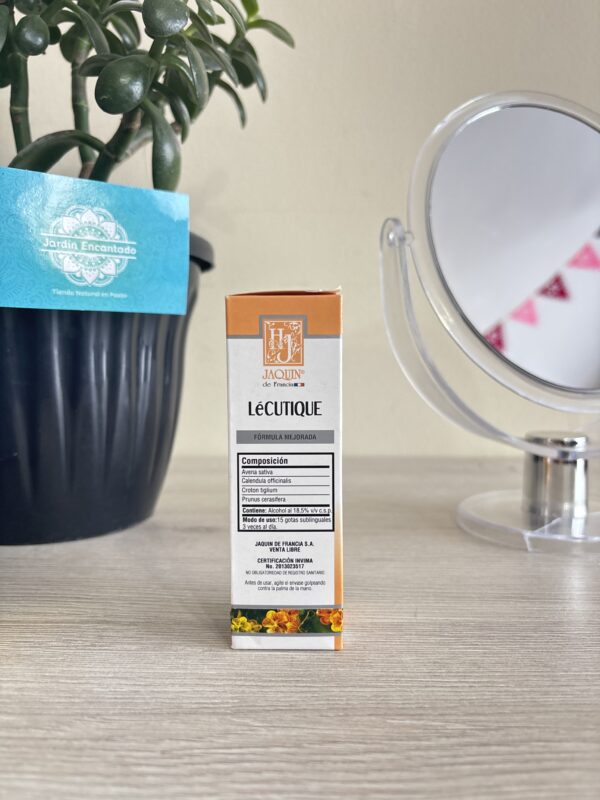 Jardín Encantado
Tienda Natural en Pasto
HJ
JAQUIN®
de Francia
LéCUTIQUE
FÓRMULA MEJORADA
Composición
Avena sativa
Calendula officinalis
Croton tiglium
Prunus cerasifera
Contiene: Alcohol al 18.5% v/v c.s.p
Modo de uso:15 gotas sublinguales
3 veces al día.
JAQUIN DE FRANCIA S.A.
VENTA LIBRE
CERTIFICACIÓN INVIMA
No. 2013023517
NO OBLIGATORIEDAD DE REGISTRO SANITARIO
Antes de usar, agite el envase golpeando
contra la palma de la mano.